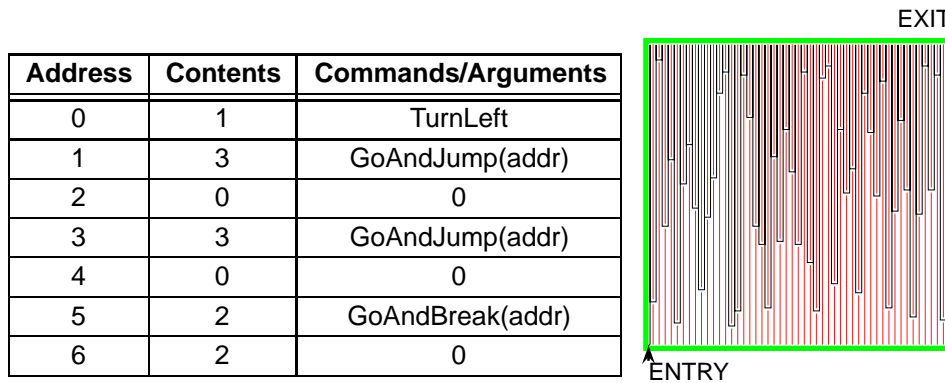 EXIT
Address Contents Commands/Arguments
0 1 TurnLeft
1 3 GoAndJump(addr)
2 0 0
3 3 GoAndJump(addr)
4 0 0
5 2 GoAndBreak(addr)
6 2 0
ENTRY